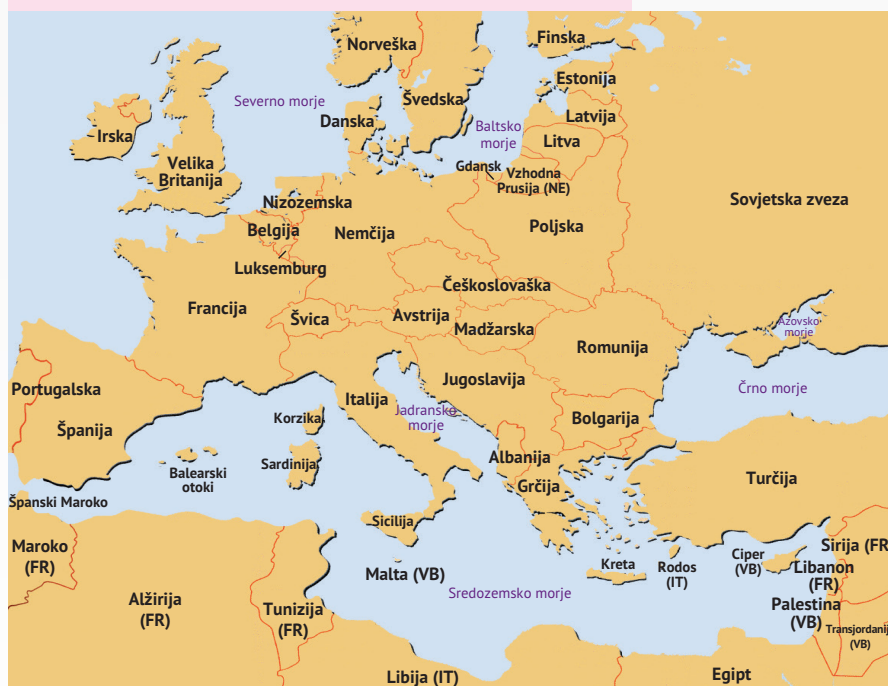 Norveška
Finska
Estonija
Severno morje
Švedska
Danska
Latvija
Baltsko
morje
Irska
Litva
Velika
Britanija
Gdansk
Vzhodna
Prusija (NE)
Nizozemska
Sovjetska zveza
Belgija
Nemčija
Poljska
Luksemburg
Češkoslovaška
Francija
Švica
Avstrija
Madžarska
Azovsko
morje
Romunija
Jugoslavija
Portugalska
Črno morje
Italija
Korzika
Jadransko
morje
Bolgarija
Španija
Albanija
Sardinija
Balearski
otoki
Turčija
Grčija
Španski Maroko
Sicilija
Maroko
(FR)
Malta (VB)
Kreta
Rodos
(IT)
Ciper
(VB)
Sirija (FR
Libanon
(FR)
Sredozemsko morje
Alžirija
(FR)
Tunizija
(FR)
Palestina
(VB)
Transjordanija
(VB)
Libija (IT)
Egipt